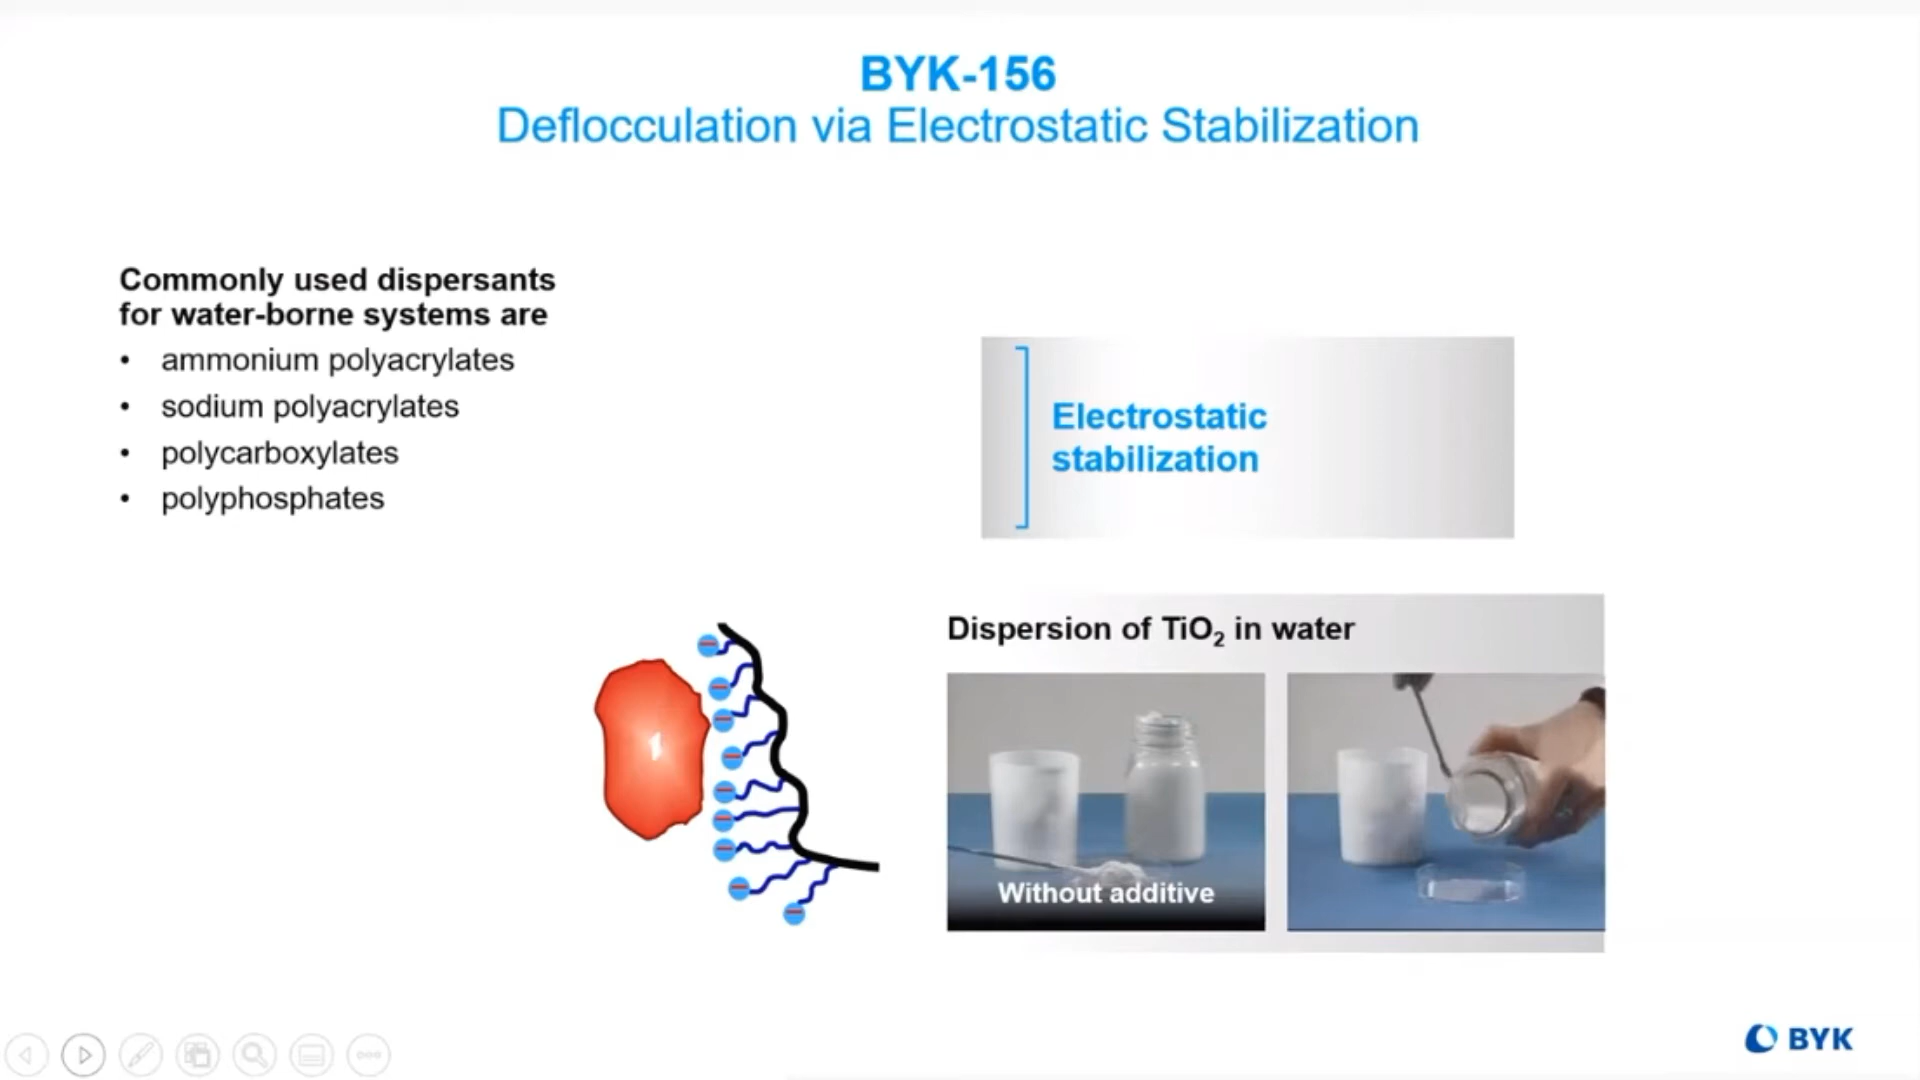 BYK-156
Deflocculation via Electrostatic Stabilization
Commonly used dispersants
for water-borne systems are
• ammonium polyacrylates
• sodium polyacrylates
• polycarboxylates
• polyphosphates
Electrostatic
stabilization
Dispersion of TiO₂ in water
Without additive
BYK